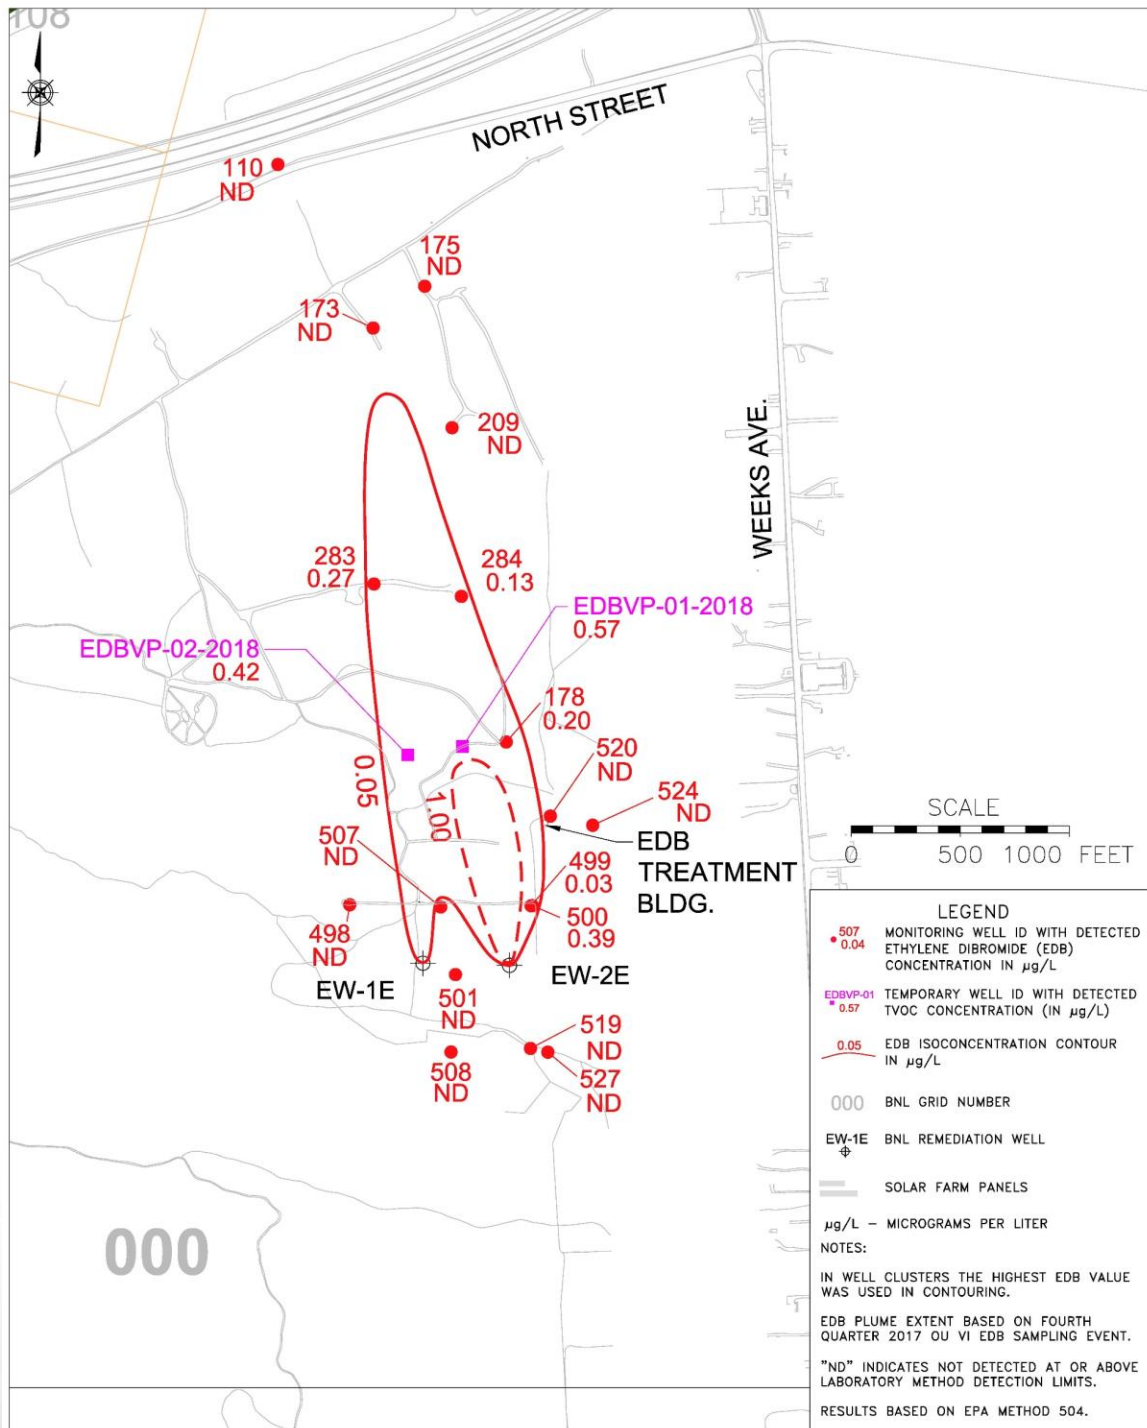 108
NORTH STREET
110
ND
175
ND
173
ND
209
ND
WEEKS AVE.
283
0.27
284
0.13
EDBVP-01-2018
0.57
EDBVP-02-2018
0.42
178
0.20
520
ND
524
ND
0.05
1.00
SCALE
0 500 1000 FEET
507
ND
EDB
TREATMENT
BLDG.
499
0.03
500
0.39
498
ND
EW-1E
EW-2E
501
ND
519
ND
508
ND
527
ND
000
LEGEND
507
0.04
MONITORING WELL ID WITH DETECTED
ETHYLENE DIBROMIDE (EDB)
CONCENTRATION IN µg/L
EDBVP-01
0.57
TEMPORARY WELL ID WITH DETECTED
TVOC CONCENTRATION (IN µg/L)
0.05
EDB ISOCONCENTRATION CONTOUR
IN µg/L
000 BNL GRID NUMBER
EW-1E BNL REMEDIATION WELL
SOLAR FARM PANELS
µg/L – MICROGRAMS PER LITER
NOTES:
IN WELL CLUSTERS THE HIGHEST EDB VALUE
WAS USED IN CONTOURING.
EDB PLUME EXTENT BASED ON FOURTH
QUARTER 2017 OU VI EDB SAMPLING EVENT.
"ND" INDICATES NOT DETECTED AT OR ABOVE
LABORATORY METHOD DETECTION LIMITS.
RESULTS BASED ON EPA METHOD 504.